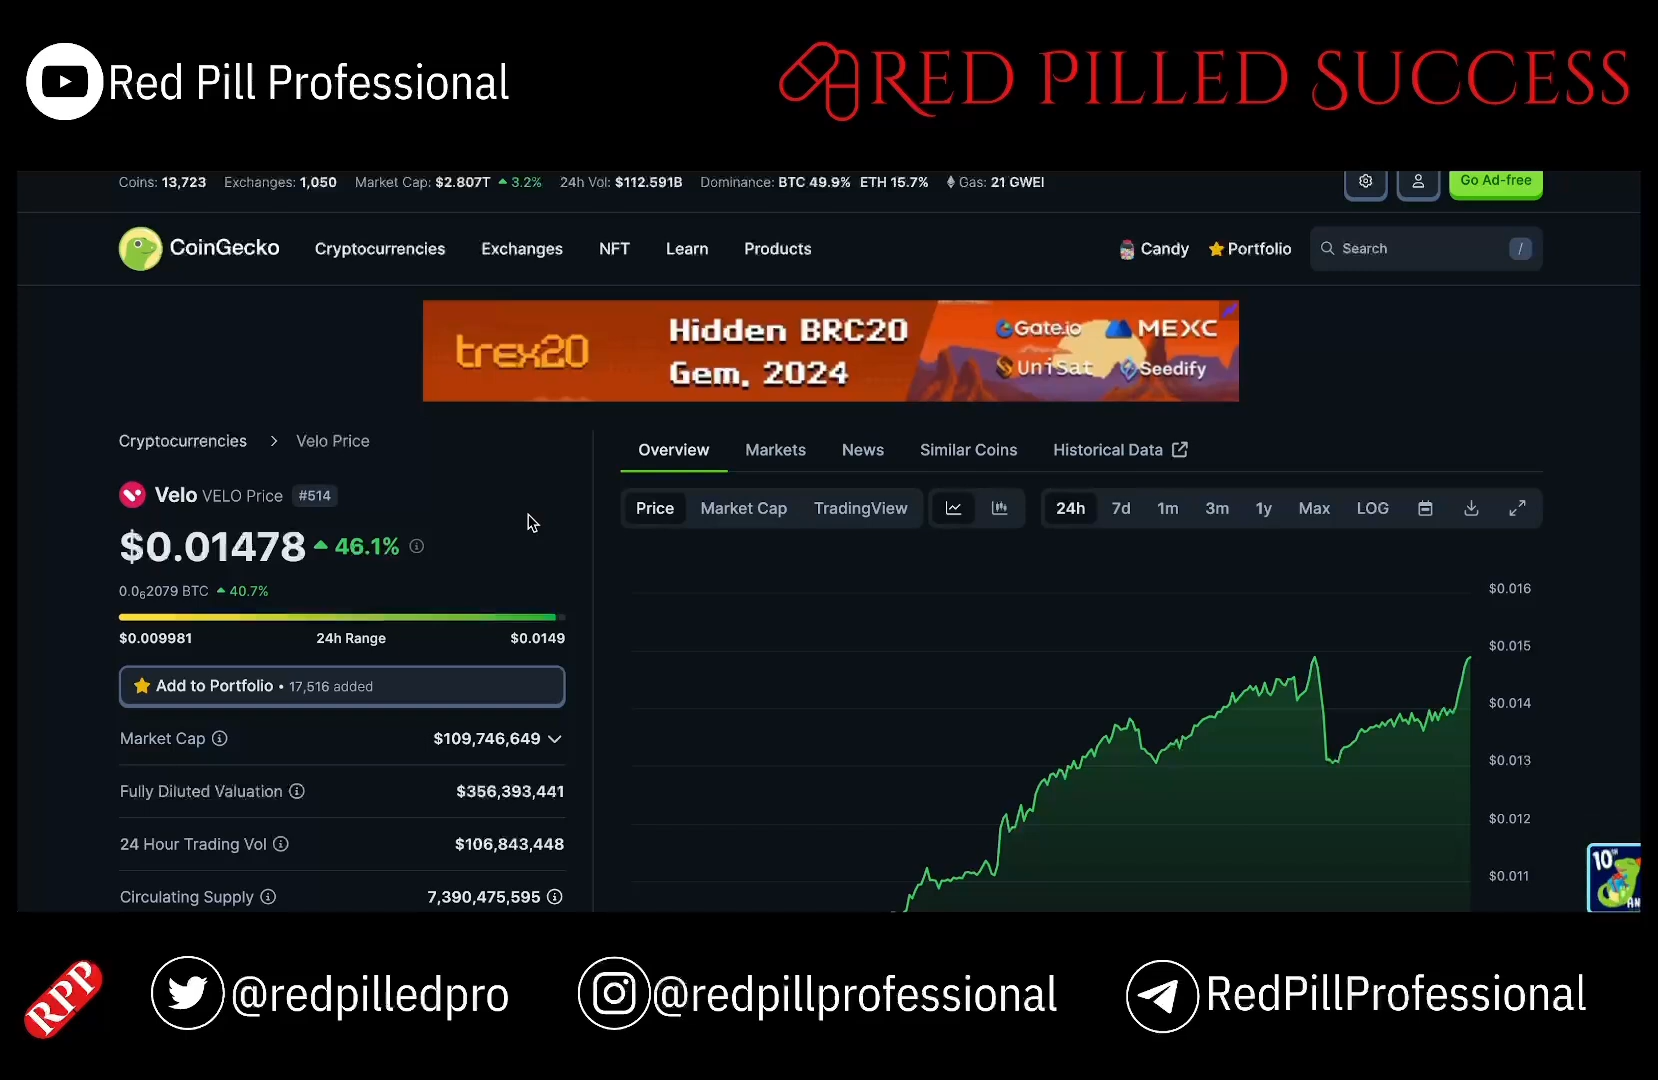 Red Pill Professional
RED PILLED SUCCESS
Coins: 13,723 Exchanges: 1,050 Market Cap: $2.807T 3.2% 24h Vol: $112.591B Dominance: BTC 49.9% ETH 15.7% Gas: 21 GWEI
Go Ad-free
CoinGecko Cryptocurrencies Exchanges NFT Learn Products Candy Portfolio Search /
trex20 Hidden BRC20 Gate.io MEXC
Gem, 2024 UniSat Seedify
Cryptocurrencies > Velo Price
Overview Markets News Similar Coins Historical Data
Velo VELO Price #514
Price Market Cap TradingView 24h 7d 1m 3m 1y Max LOG
$0.01478 46.1%
0.0₆2079 BTC 40.7%
$0.009981 24h Range $0.0149
Add to Portfolio • 17,516 added
Market Cap $109,746,649
Fully Diluted Valuation $356,393,441
24 Hour Trading Vol $106,843,448
Circulating Supply 7,390,475,595
$0.016
$0.015
$0.014
$0.013
$0.012
$0.011
10TH
AN
RPP @redpilledpro @redpillprofessional RedPillProfessional